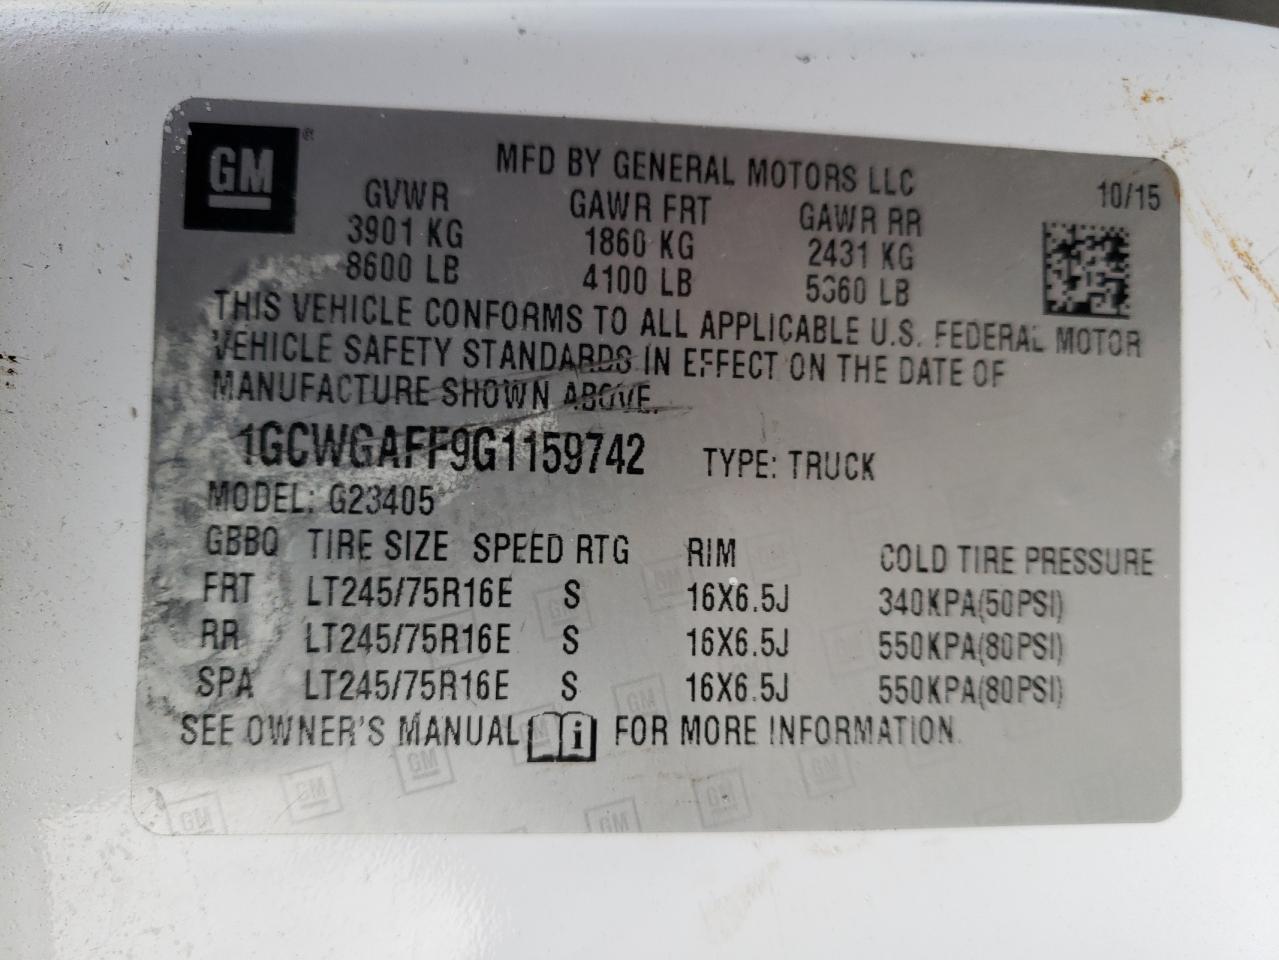 GM ®
MFD BY GENERAL MOTORS LLC
10/15
GVWR GAWR FRT GAWR RR
3901 KG 1860 KG 2431 KG
8600 LB 4100 LB 5360 LB
THIS VEHICLE CONFORMS TO ALL APPLICABLE U.S. FEDERAL MOTOR
VEHICLE SAFETY STANDARDS IN EFFECT ON THE DATE OF
MANUFACTURE SHOWN ABOVE.
1GCWGAFF9G1159742 TYPE: TRUCK
MODEL: G23405
GBBQ TIRE SIZE SPEED RTG RIM COLD TIRE PRESSURE
FRT LT245/75R16E S 16X6.5J 340KPA(50PSI)
RR LT245/75R16E S 16X6.5J 550KPA(80PSI)
SPA LT245/75R16E S 16X6.5J 550KPA(80PSI)
SEE OWNER'S MANUAL i FOR MORE INFORMATION.